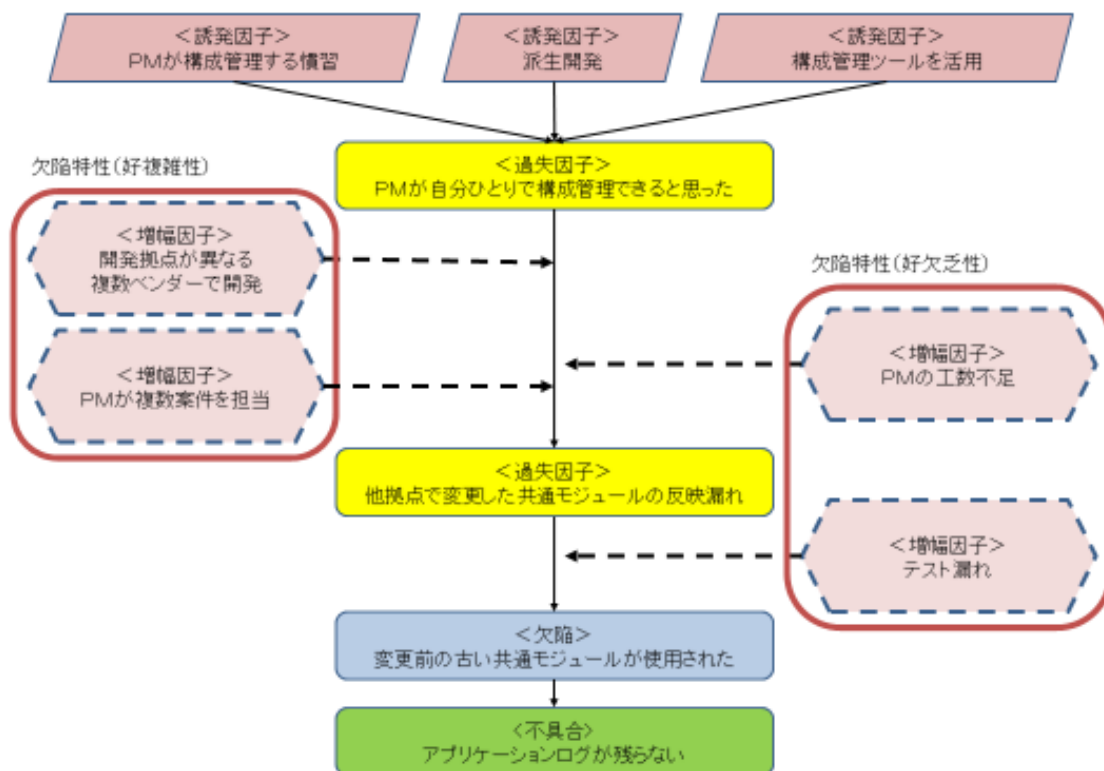 ＜誘発因子＞
PMが構成管理する慣習
＜誘発因子＞
派生開発
＜誘発因子＞
構成管理ツールを活用
＜過失因子＞
PMが自分ひとりで構成管理できると思った
欠陥特性(好複雑性)
＜増幅因子＞
開発拠点が異なる
複数ベンダーで開発
欠陥特性(好欠乏性)
＜増幅因子＞
PMの工数不足
＜増幅因子＞
PMが複数案件を担当
＜過失因子＞
他拠点で変更した共通モジュールの反映漏れ
＜増幅因子＞
テスト漏れ
＜欠陥＞
変更前の古い共通モジュールが使用された
＜不具合＞
アプリケーションログが残らない